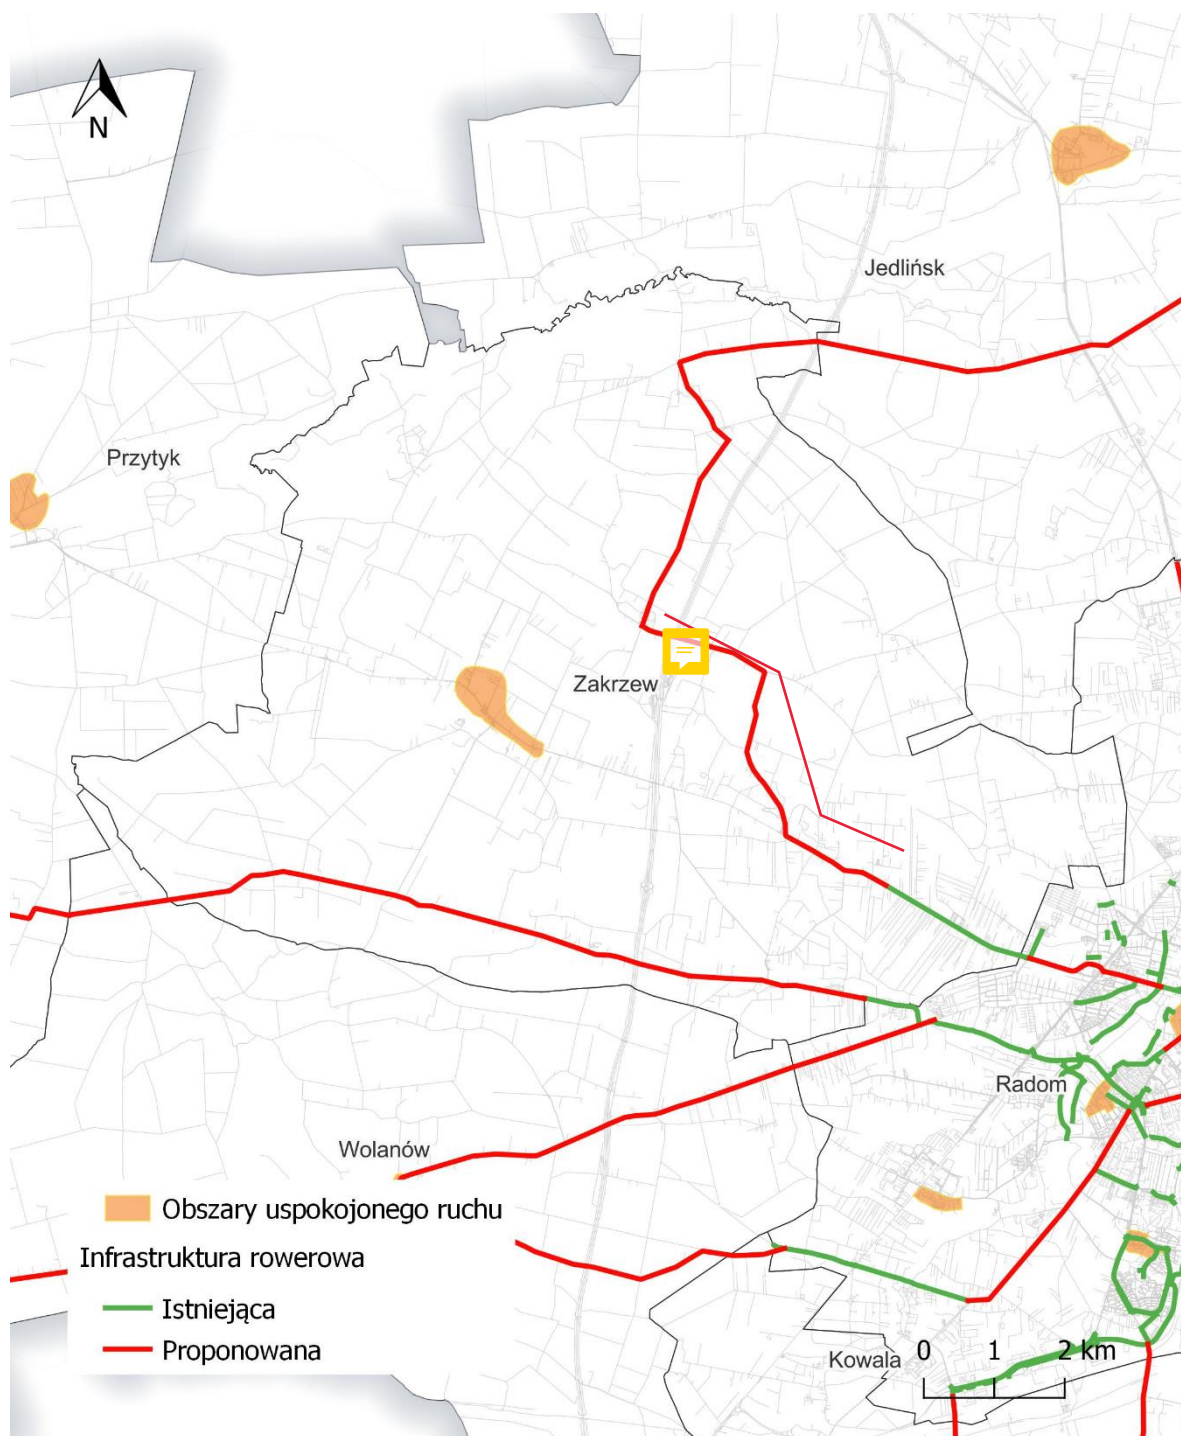 N
Jedlińsk
Przytyk
Zakrzew
Radom
Wolanów
Obszary uspokojonego ruchu
Infrastruktura rowerowa
Istniejąca
Proponowana
Kowala
0 1 2 km